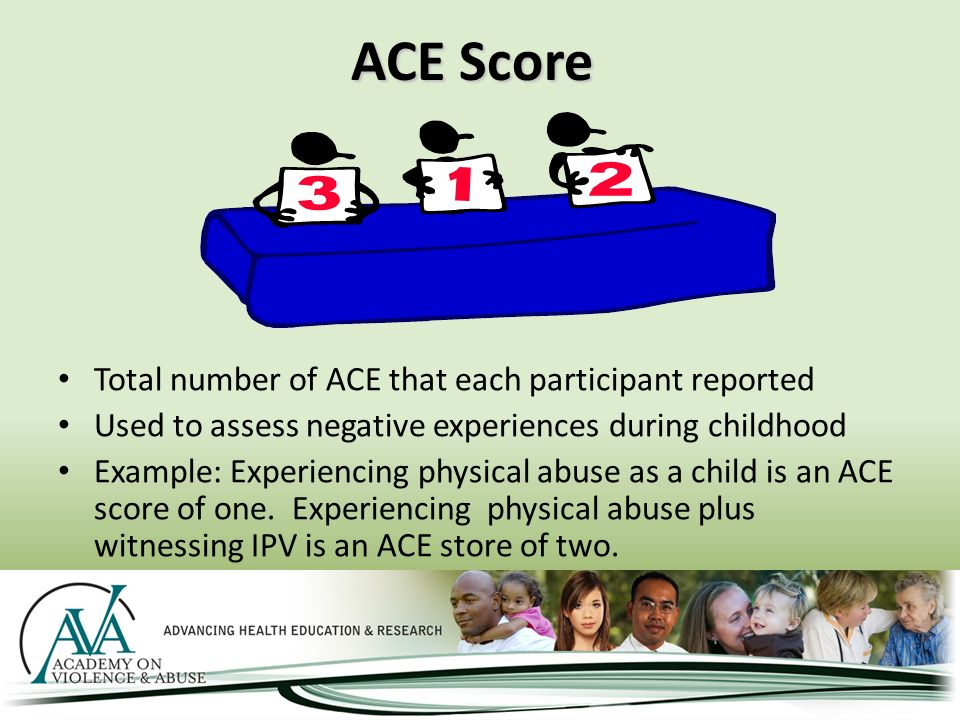 ACE Score
3 1 2
• Total number of ACE that each participant reported
• Used to assess negative experiences during childhood
• Example: Experiencing physical abuse as a child is an ACE
score of one.  Experiencing  physical abuse plus
witnessing IPV is an ACE store of two.
AVA
ADVANCING HEALTH EDUCATION & RESEARCH
ACADEMY ON
VIOLENCE & ABUSE